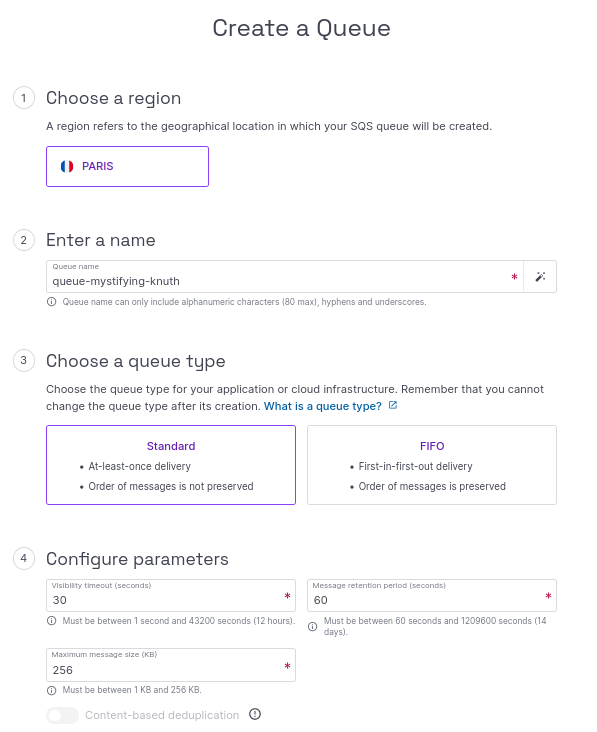 Create a Queue
1
Choose a region
A region refers to the geographical location in which your SQS queue will be created.
PARIS
2
Enter a name
Queue name
queue-mystifying-knuth
*
Queue name can only include alphanumeric characters (80 max), hyphens and underscores.
3
Choose a queue type
Choose the queue type for your application or cloud infrastructure. Remember that you cannot
change the queue type after its creation. What is a queue type?
Standard
• At-least-once delivery
• Order of messages is not preserved
FIFO
• First-in-first-out delivery
• Order of messages is preserved
4
Configure parameters
Visibility timeout (seconds)
30
*
Must be between 1 second and 43200 seconds (12 hours).
Message retention period (seconds)
60
*
Must be between 60 seconds and 1209600 seconds (14
days).
Maximum message size (KB)
256
*
Must be between 1 KB and 256 KB.
Content-based deduplication